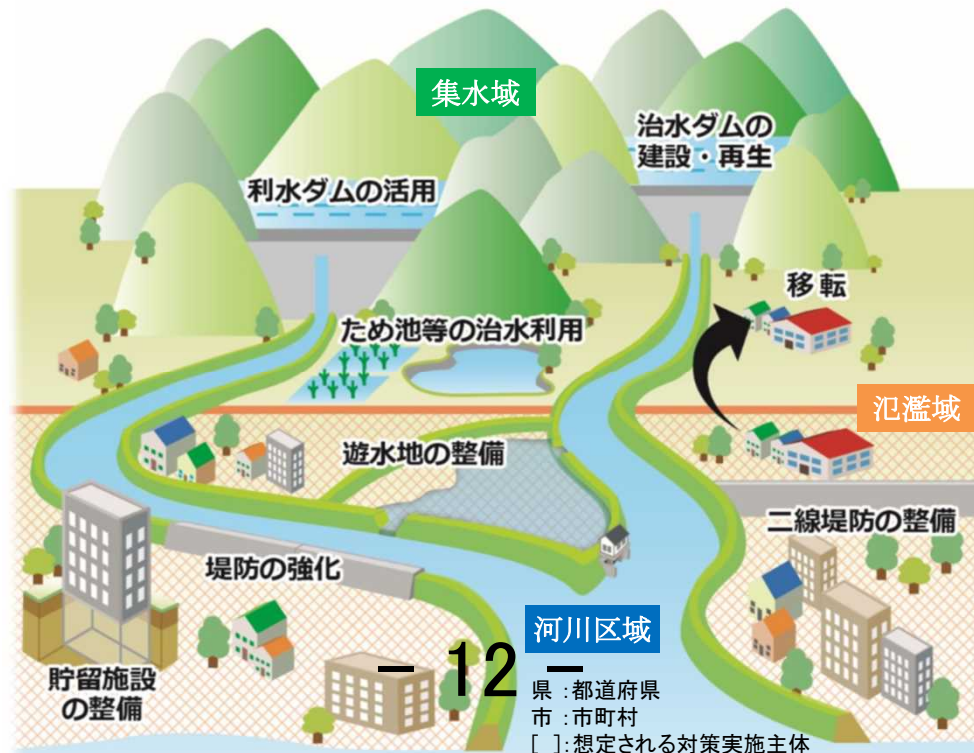 集水域
治水ダムの
建設・再生
利水ダムの活用
移転
ため池等の治水利用
氾濫域
遊水地の整備
二線堤防の整備
堤防の強化
河川区域
貯留施設
の整備
― 12 ―
県 ：都道府県
市 ：市町村
[ ]：想定される対策実施主体